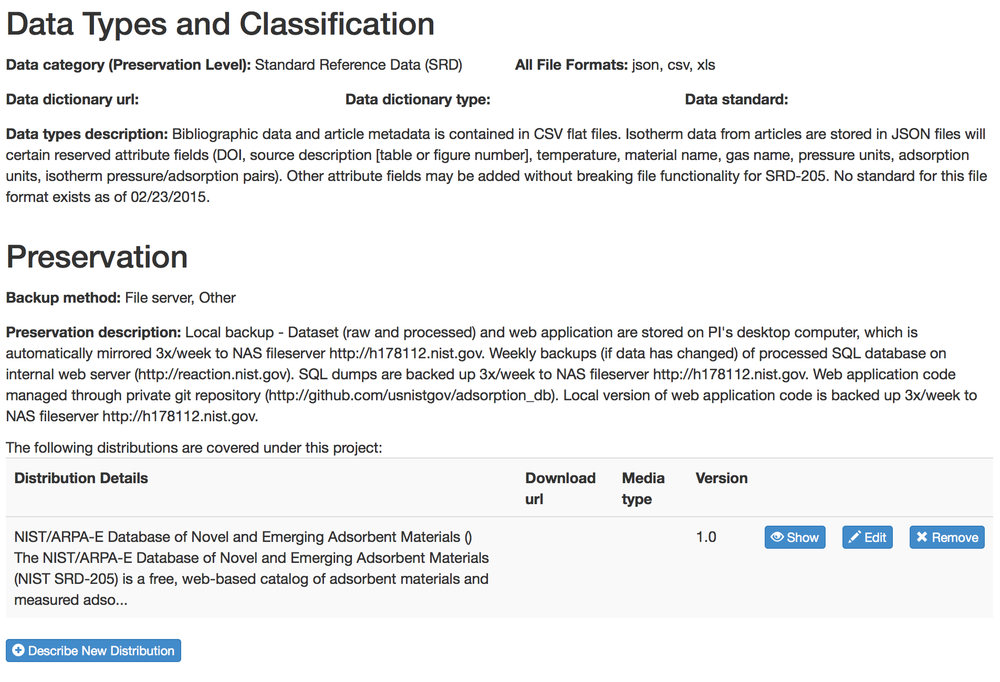 Data Types and Classification
Data category (Preservation Level): Standard Reference Data (SRD) All File Formats: json, csv, xls
Data dictionary url: Data dictionary type: Data standard:
Data types description: Bibliographic data and article metadata is contained in CSV flat files. Isotherm data from articles are stored in JSON files will
certain reserved attribute fields (DOI, source description [table or figure number], temperature, material name, gas name, pressure units, adsorption
units, isotherm pressure/adsorption pairs). Other attribute fields may be added without breaking file functionality for SRD-205. No standard for this file
format exists as of 02/23/2015.
Preservation
Backup method: File server, Other
Preservation description: Local backup - Dataset (raw and processed) and web application are stored on PI's desktop computer, which is
automatically mirrored 3x/week to NAS fileserver http://h178112.nist.gov. Weekly backups (if data has changed) of processed SQL database on
internal web server (http://reaction.nist.gov). SQL dumps are backed up 3x/week to NAS fileserver http://h178112.nist.gov. Web application code
managed through private git repository (http://github.com/usnistgov/adsorption_db). Local version of web application code is backed up 3x/week to
NAS fileserver http://h178112.nist.gov.
The following distributions are covered under this project:
Distribution Details Download url Media type Version
NIST/ARPA-E Database of Novel and Emerging Adsorbent Materials () 1.0 Show Edit Remove
The NIST/ARPA-E Database of Novel and Emerging Adsorbent Materials
(NIST SRD-205) is a free, web-based catalog of adsorbent materials and
measured adso...
Describe New Distribution